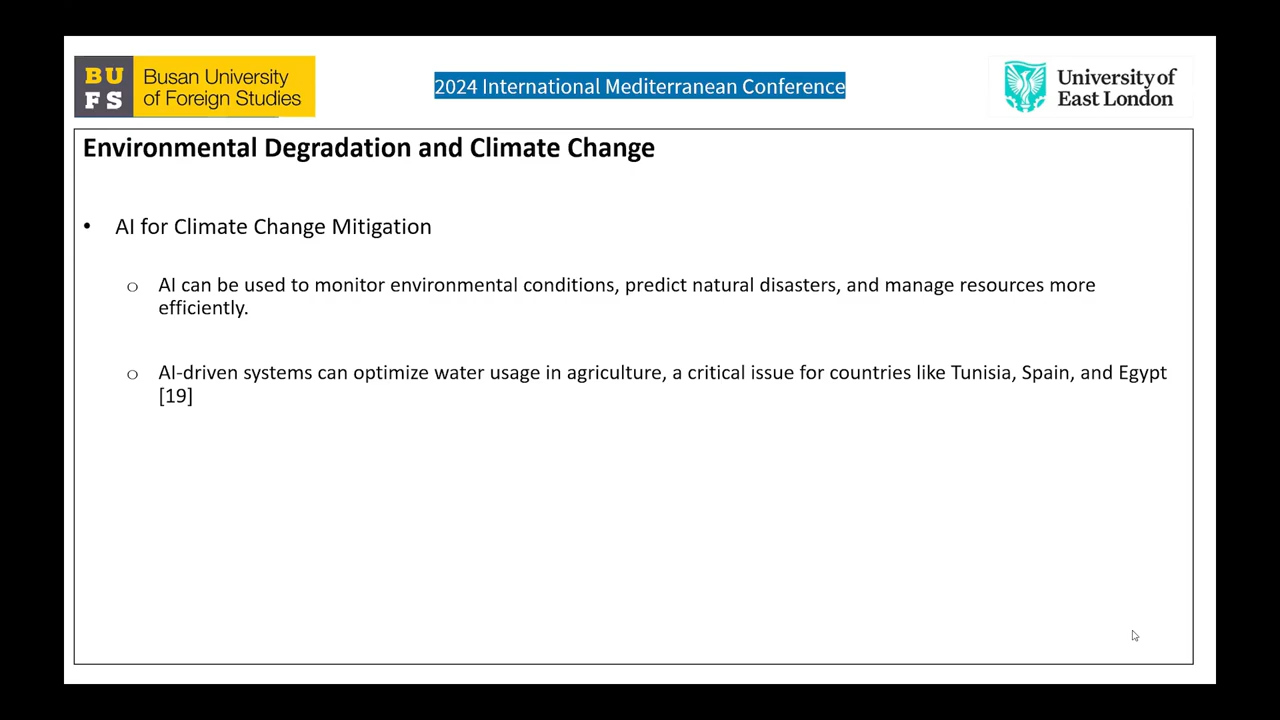 BU
FS
Busan University
of Foreign Studies
2024 International Mediterranean Conference
University of
East London
Environmental Degradation and Climate Change
• AI for Climate Change Mitigation
o AI can be used to monitor environmental conditions, predict natural disasters, and manage resources more
efficiently.
o AI-driven systems can optimize water usage in agriculture, a critical issue for countries like Tunisia, Spain, and Egypt
[19]